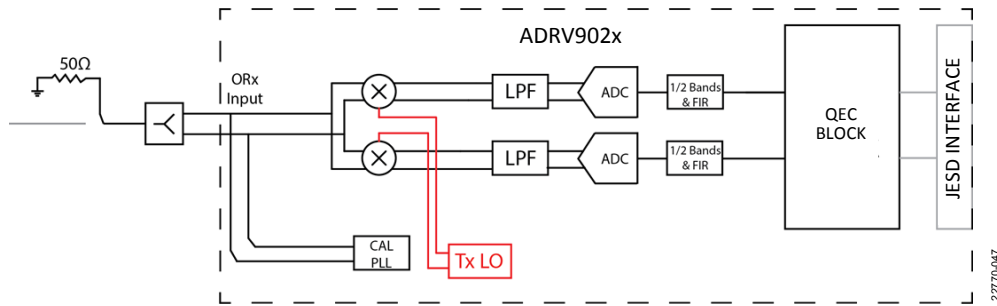 ADRV902x
50Ω
ORx
Input
LPF
ADC
1/2 Bands
& FIR
QEC
BLOCK
JESD INTERFACE
LPF
ADC
1/2 Bands
& FIR
CAL
PLL
Tx LO
22770-047